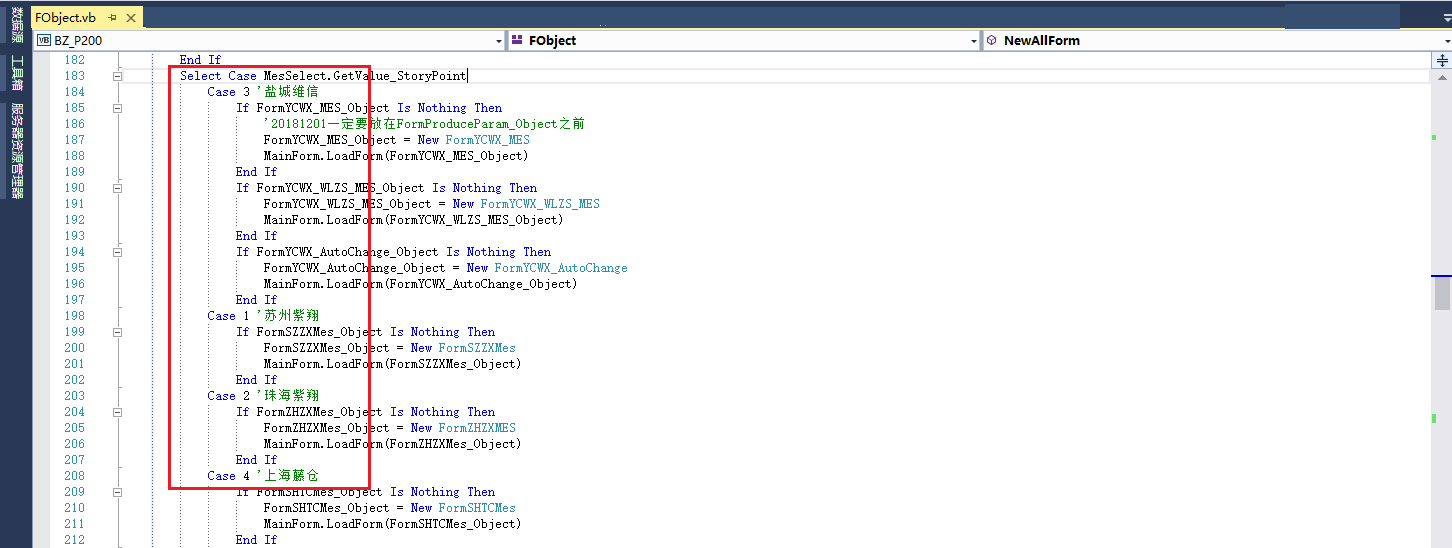 FObject.vb
数据源
工具箱
服务器资源管理器
VB BZ_P200
FObject
NewAllForm
182 End If
183 Select Case MesSelect.GetValue_StoryPoint
184 Case 3 '盐城维信
185 If FormYCWX_MES_Object Is Nothing Then
186 '20181201一定要放在FormProduceParam_Object之前
187 FormYCWX_MES_Object = New FormYCWX_MES
188 MainForm.LoadForm(FormYCWX_MES_Object)
189 End If
190 If FormYCWX_WLZS_MES_Object Is Nothing Then
191 FormYCWX_WLZS_MES_Object = New FormYCWX_WLZS_MES
192 MainForm.LoadForm(FormYCWX_WLZS_MES_Object)
193 End If
194 If FormYCWX_AutoChange_Object Is Nothing Then
195 FormYCWX_AutoChange_Object = New FormYCWX_AutoChange
196 MainForm.LoadForm(FormYCWX_AutoChange_Object)
197 End If
198 Case 1 '苏州紫翔
199 If FormSZZXMes_Object Is Nothing Then
200 FormSZZXMes_Object = New FormSZZXMes
201 MainForm.LoadForm(FormSZZXMes_Object)
202 End If
203 Case 2 '珠海紫翔
204 If FormZHZXMes_Object Is Nothing Then
205 FormZHZXMes_Object = New FormZHZXMES
206 MainForm.LoadForm(FormZHZXMes_Object)
207 End If
208 Case 4 '上海藤仓
209 If FormSHTCMes_Object Is Nothing Then
210 FormSHTCMes_Object = New FormSHTCMes
211 MainForm.LoadForm(FormSHTCMes_Object)
212 End If